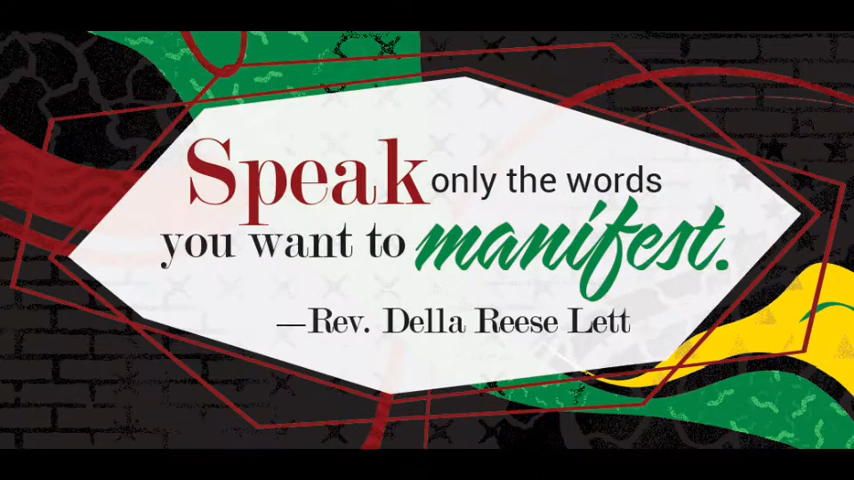 Speak only the words
you want to manifest.
—Rev. Della Reese Lett